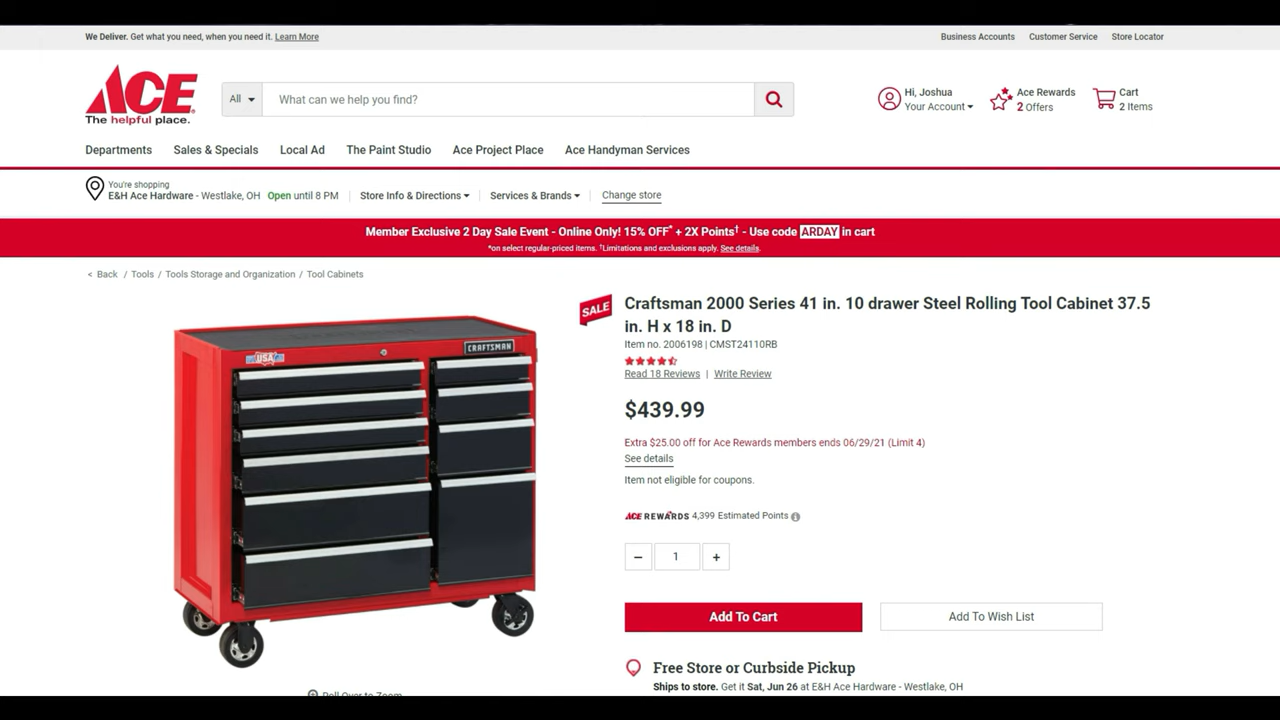 We Deliver. Get what you need, when you need it. Learn More
Business Accounts Customer Service Store Locator
ACE
The helpful place.
All
What can we help you find?
Hi, Joshua
Your Account
Ace Rewards
2 Offers
Cart
2 Items
Departments Sales & Specials Local Ad The Paint Studio Ace Project Place Ace Handyman Services
You're shopping
E&H Ace Hardware - Westlake, OH Open until 8 PM Store Info & Directions Services & Brands Change store
Member Exclusive 2 Day Sale Event - Online Only! 15% OFF* + 2X Points† - Use code ARDAY in cart
*on select regular-priced items. †Limitations and exclusions apply. See details.
< Back / Tools / Tools Storage and Organization / Tool Cabinets
USA
CRAFTSMAN
SALE
Craftsman 2000 Series 41 in. 10 drawer Steel Rolling Tool Cabinet 37.5
in. H x 18 in. D
Item no. 2006198 | CMST24110RB
Read 18 Reviews | Write Review
$439.99
Extra $25.00 off for Ace Rewards members ends 06/29/21 (Limit 4)
See details
Item not eligible for coupons.
ACE REWARDS 4,399 Estimated Points
− 1 +
Add To Cart
Add To Wish List
Free Store or Curbside Pickup
Ships to store. Get it Sat, Jun 26 at E&H Ace Hardware - Westlake, OH
Roll Over to Zoom